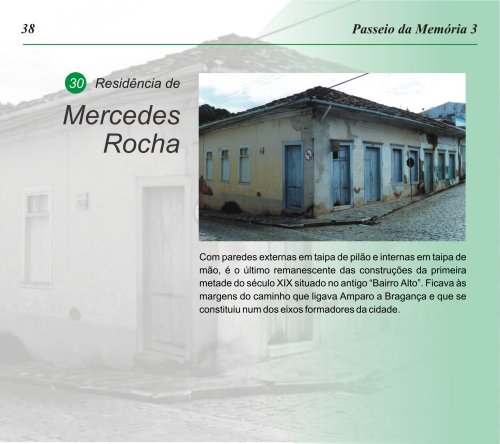 38
Passeio da Memória 3
30 Residência de
Mercedes
Rocha
Com paredes externas em taipa de pilão e internas em taipa de
mão, é o último remanescente das construções da primeira
metade do século XIX situado no antigo “Bairro Alto”. Ficava às
margens do caminho que ligava Amparo a Bragança e que se
constituiu num dos eixos formadores da cidade.